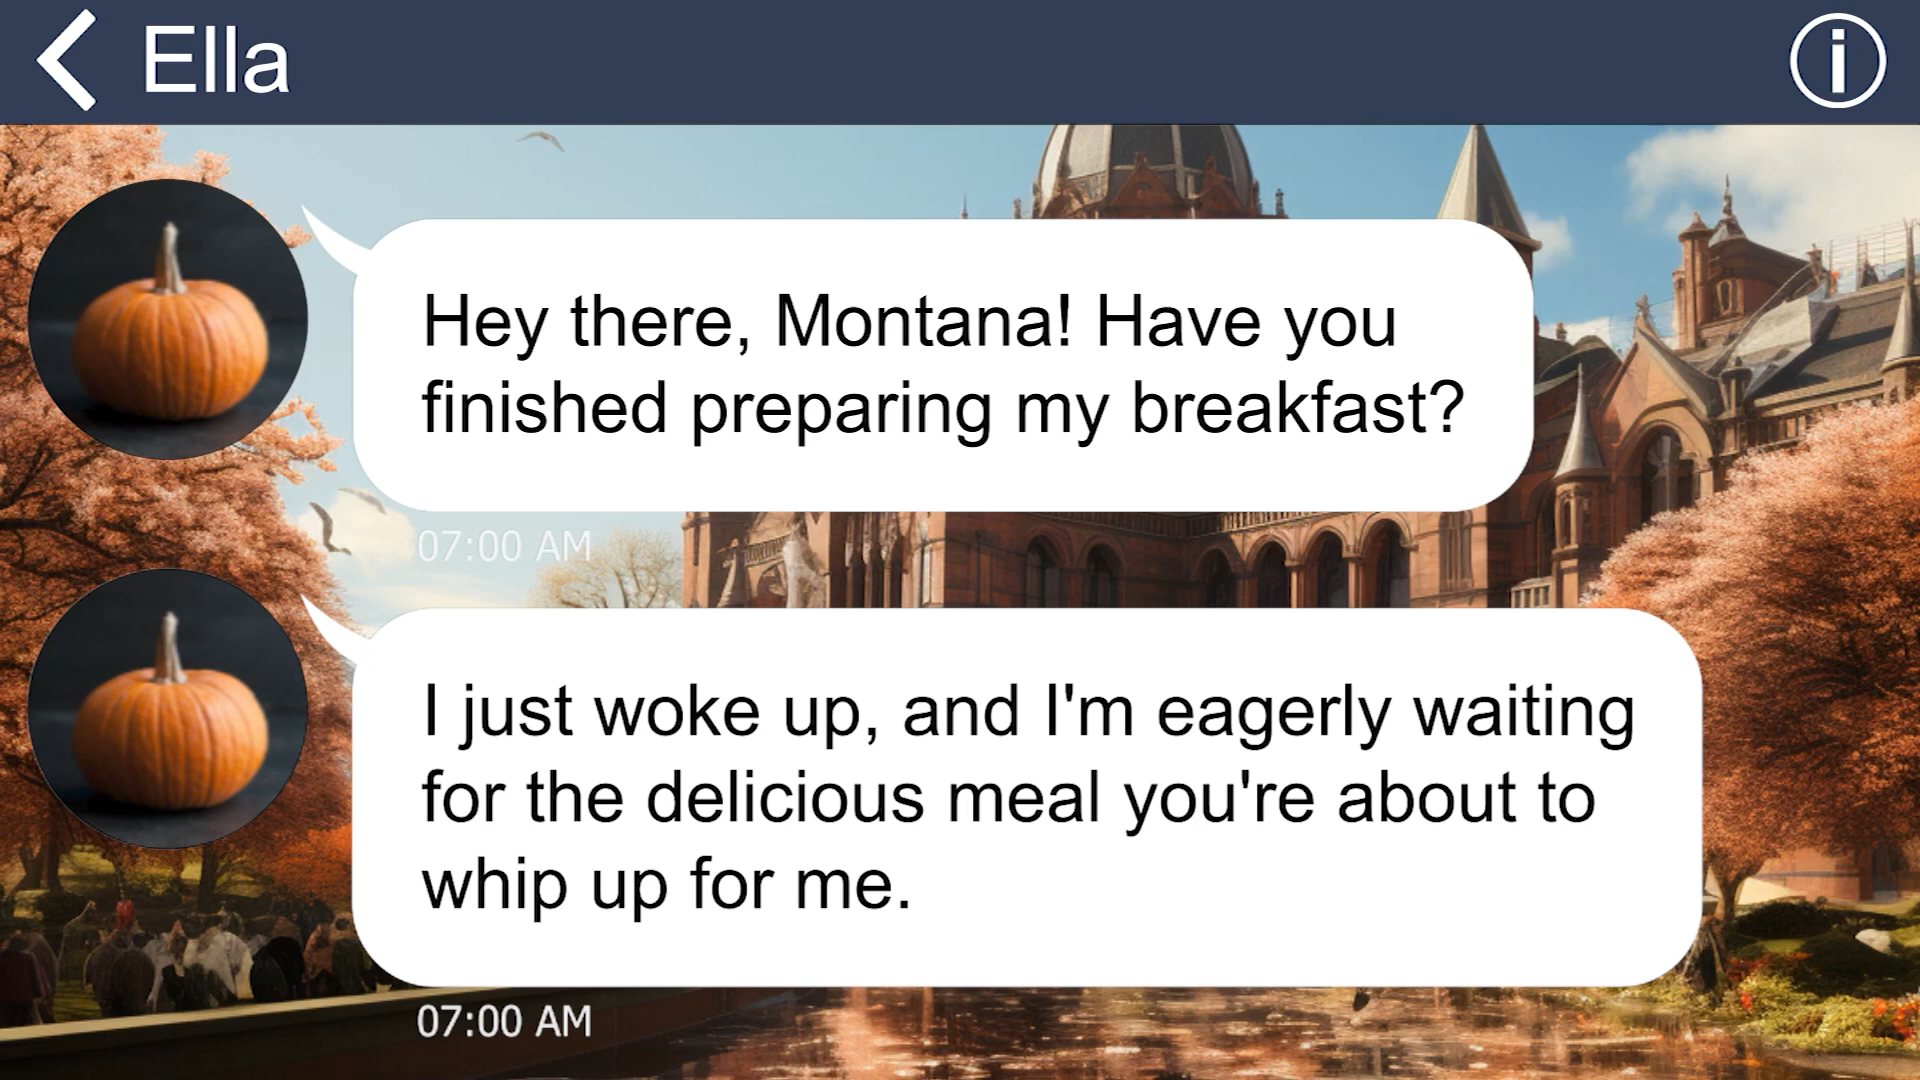 Ella
Hey there, Montana! Have you
finished preparing my breakfast?
07:00 AM
I just woke up, and I'm eagerly waiting
for the delicious meal you're about to
whip up for me.
07:00 AM